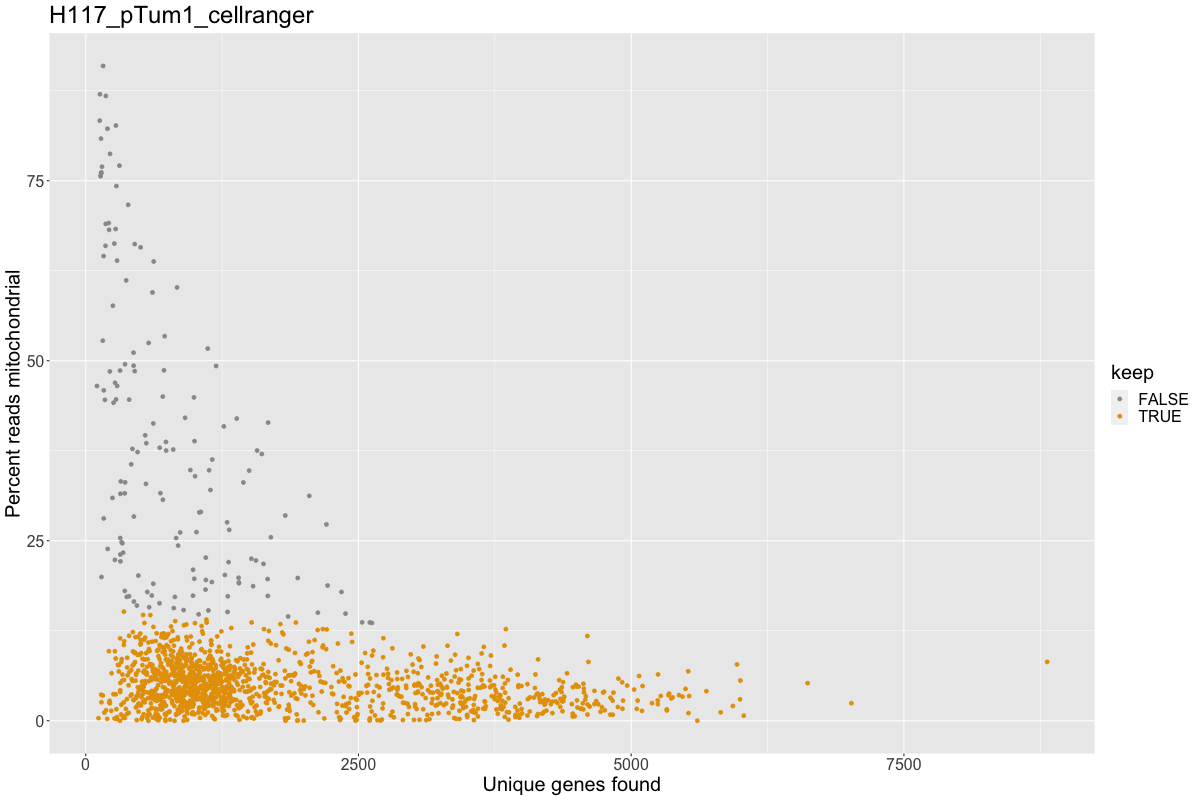 H117_pTum1_cellranger
Percent reads mitochondrial
75
50
25
0
0 2500 5000 7500
Unique genes found
keep
FALSE
TRUE